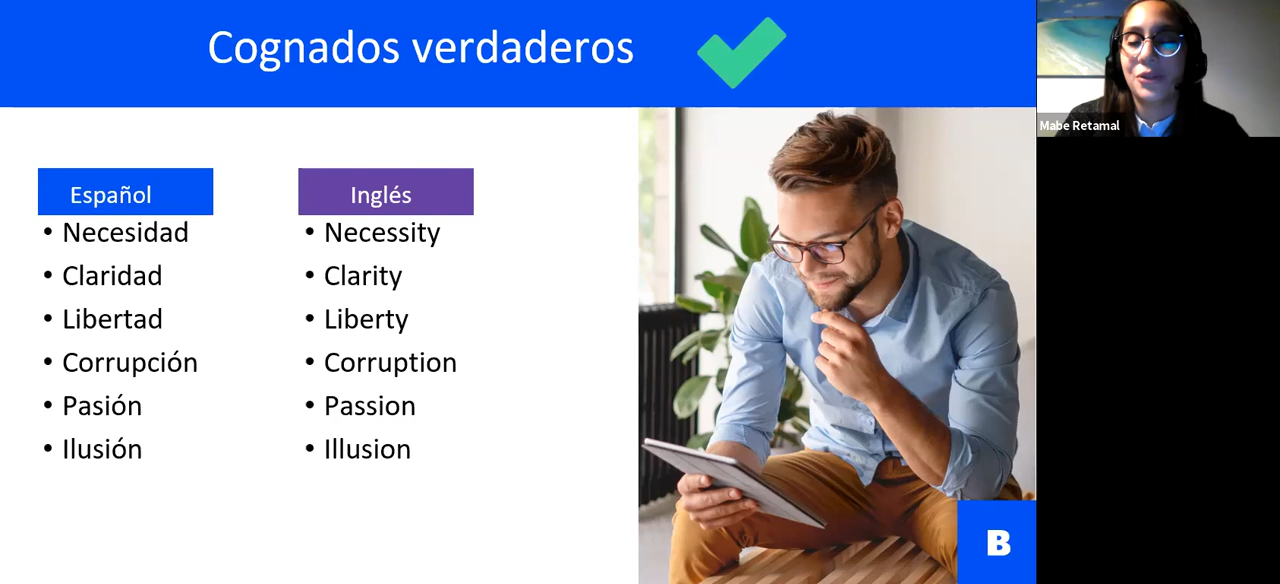 Cognados verdaderos
Mabe Retamal
Español
Necesidad
Claridad
Libertad
Corrupción
Pasión
Ilusión
Inglés
Necessity
Clarity
Liberty
Corruption
Passion
Illusion
B